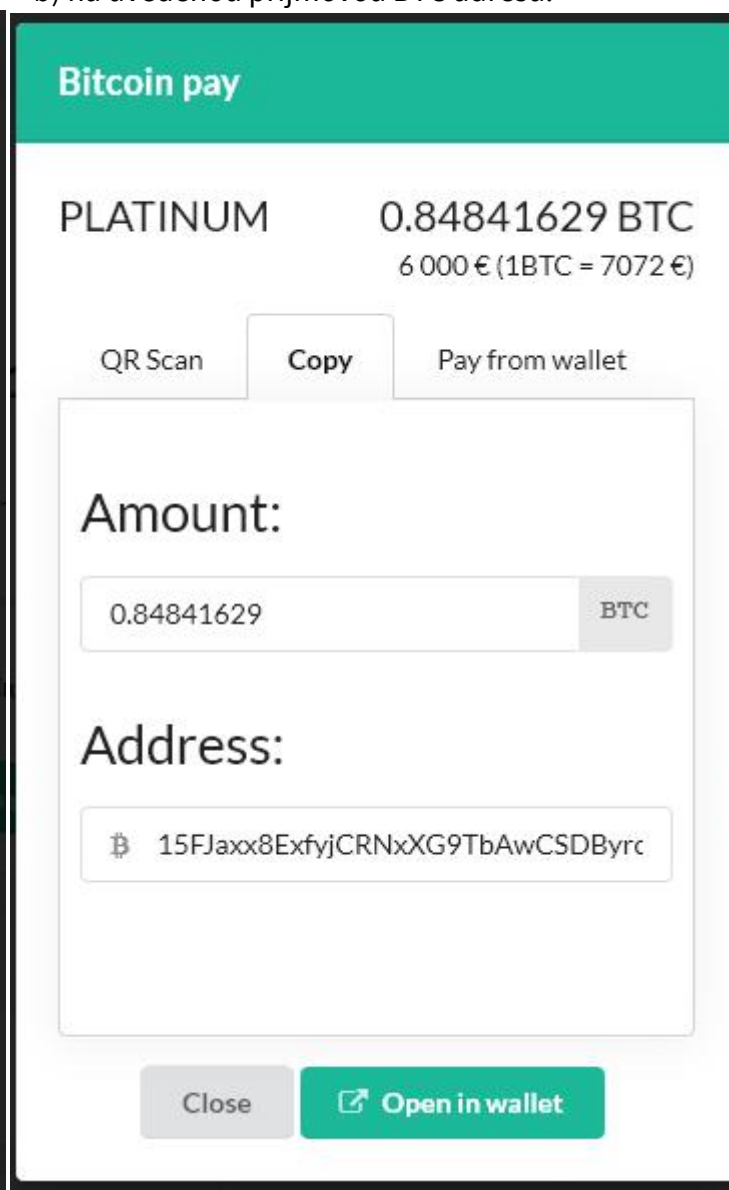 Bitcoin pay
PLATINUM 0.84841629 BTC
6 000 € (1BTC = 7072 €)
QR Scan Copy Pay from wallet
Amount:
0.84841629 BTC
Address:
15FJaxx8ExfyjCRNxXG9TbAwCSDByrc
Close Open in wallet